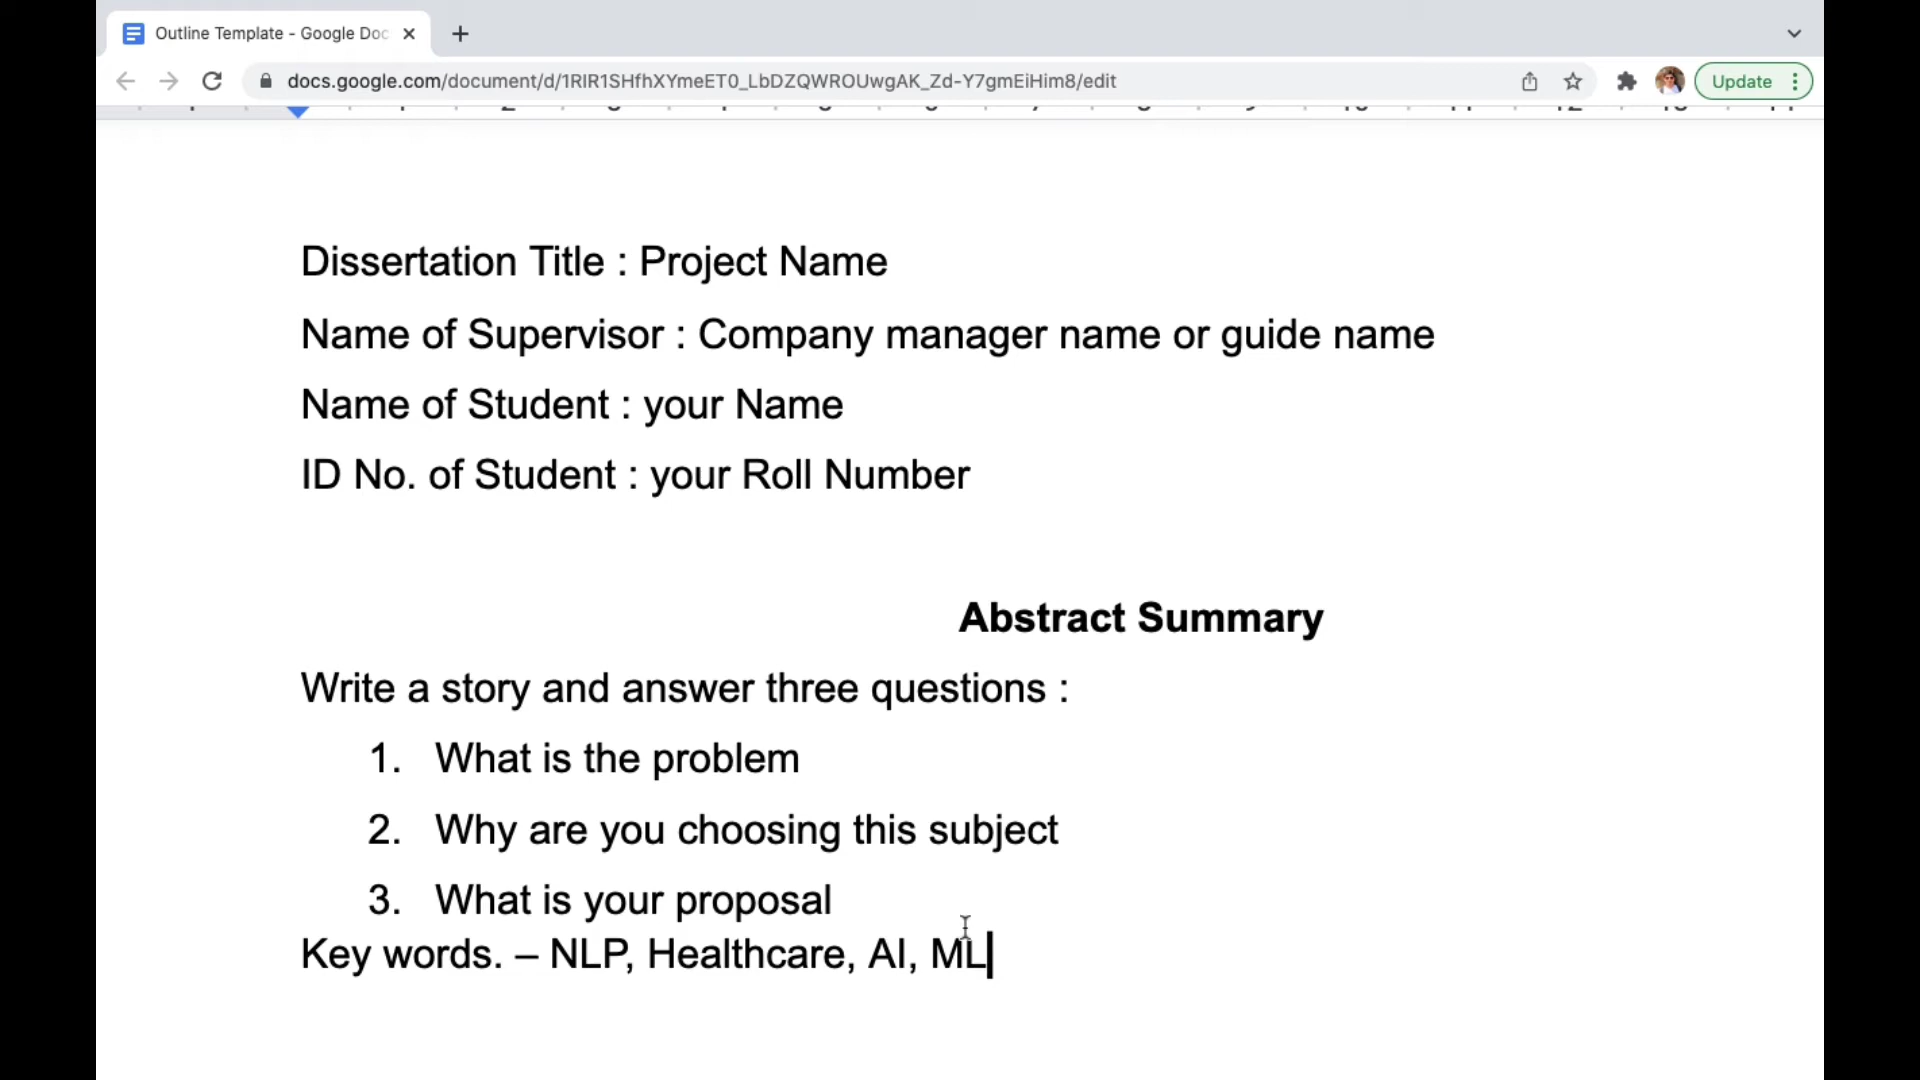 Outline Template - Google Doc
docs.google.com/document/d/1RIR1SHfhXYmeET0_LbDZQWROUwgAK_Zd-Y7gmEiHim8/edit
Update
Dissertation Title : Project Name
Name of Supervisor : Company manager name or guide name
Name of Student : your Name
ID No. of Student : your Roll Number
Abstract Summary
Write a story and answer three questions :
1. What is the problem
2. Why are you choosing this subject
3. What is your proposal
Key words. – NLP, Healthcare, AI, ML